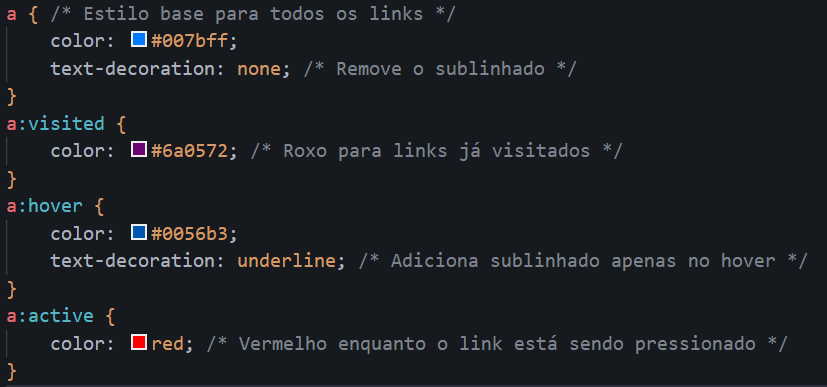 a { /* Estilo base para todos os links */
    color: #007bff;
    text-decoration: none; /* Remove o sublinhado */
}
a:visited {
    color: #6a0572; /* Roxo para links já visitados */
}
a:hover {
    color: #0056b3;
    text-decoration: underline; /* Adiciona sublinhado apenas no hover */
}
a:active {
    color: red; /* Vermelho enquanto o link está sendo pressionado */
}